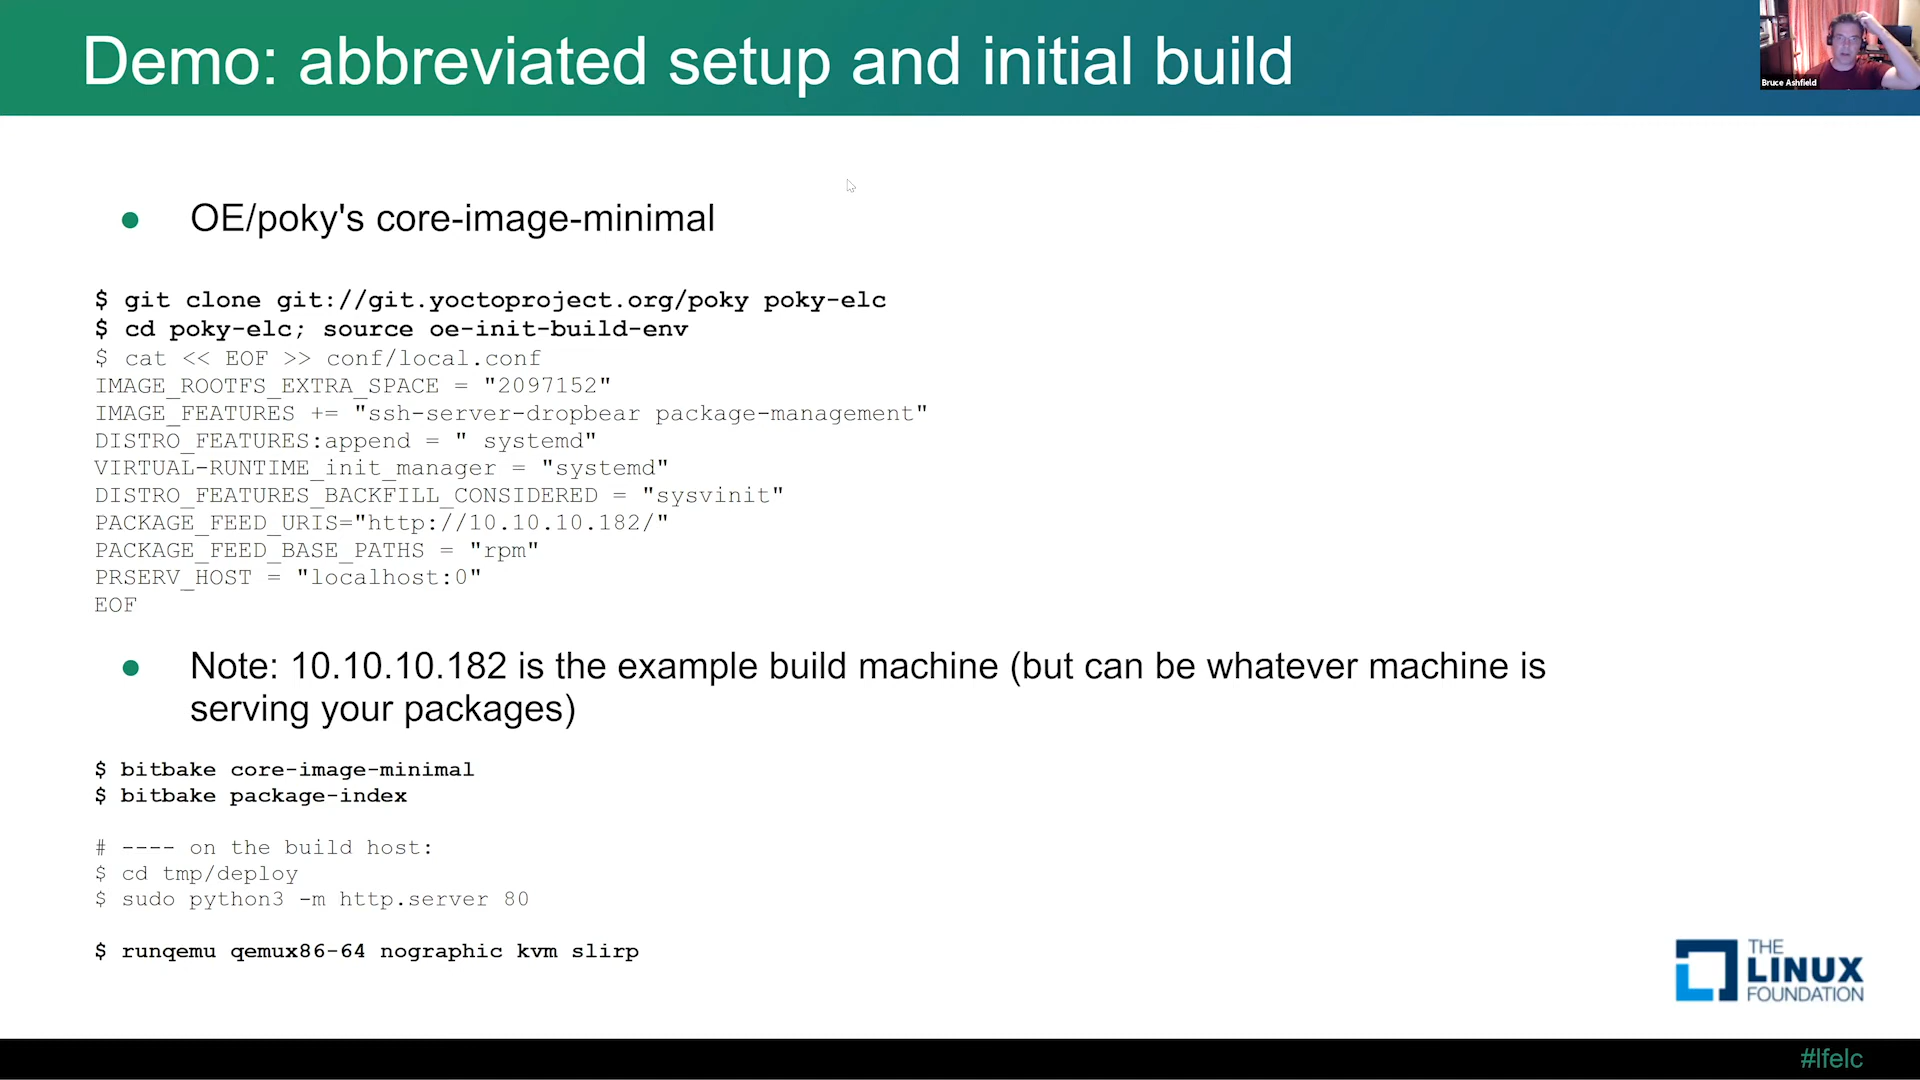 Demo: abbreviated setup and initial build
Bruce Ashfield
● OE/poky's core-image-minimal
$ git clone git://git.yoctoproject.org/poky poky-elc
$ cd poky-elc; source oe-init-build-env
$ cat << EOF >> conf/local.conf
IMAGE_ROOTFS_EXTRA_SPACE = "2097152"
IMAGE_FEATURES += "ssh-server-dropbear package-management"
DISTRO_FEATURES:append = " systemd"
VIRTUAL-RUNTIME_init_manager = "systemd"
DISTRO_FEATURES_BACKFILL_CONSIDERED = "sysvinit"
PACKAGE_FEED_URIS="http://10.10.10.182/"
PACKAGE_FEED_BASE_PATHS = "rpm"
PRSERV_HOST = "localhost:0"
EOF
● Note: 10.10.10.182 is the example build machine (but can be whatever machine is
serving your packages)
$ bitbake core-image-minimal
$ bitbake package-index
# ---- on the build host:
$ cd tmp/deploy
$ sudo python3 -m http.server 80
$ runqemu qemux86-64 nographic kvm slirp
THE
LINUX
FOUNDATION
#lfelc